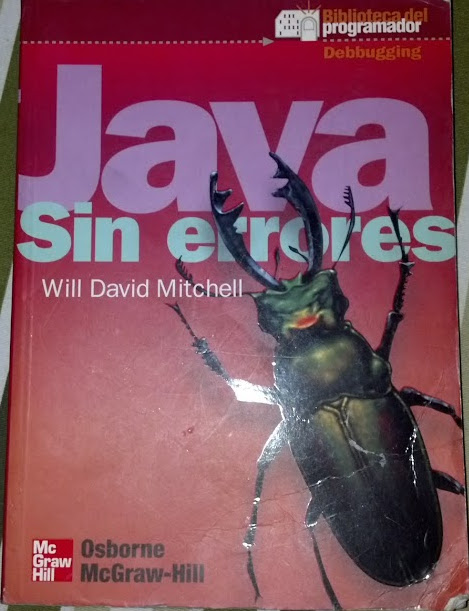 Biblioteca del
programador
Debbugging
Java
Sin errores
Will David Mitchell
Mc
Graw
Hill
Osborne
McGraw-Hill